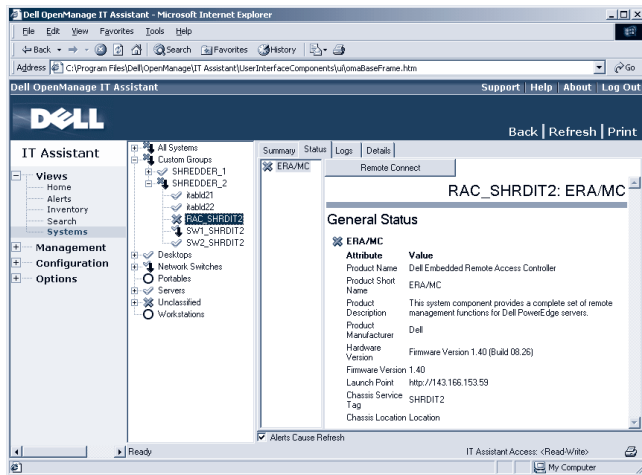 Dell OpenManage IT Assistant - Microsoft Internet Explorer
File Edit View Favorites Tools Help
Back Search Favorites History
Address C:\Program Files\Dell\OpenManage\IT Assistant\UserInterfaceComponents\ui\omaBaseFrame.htm Go
Dell OpenManage IT Assistant Support Help About Log Out
DELL
Back Refresh Print
IT Assistant
Views
Home
Alerts
Inventory
Search
Systems
Management
Configuration
Options
All Systems
Custom Groups
SHREDDER_1
SHREDDER_2
itabld21
itabld22
RAC_SHRDIT2
SW1_SHRDIT2
SW2_SHRDIT2
Desktops
Network Switches
Portables
Servers
Unclassified
Workstations
Summary Status Logs Details
ERA/MC
Remote Connect
RAC_SHRDIT2: ERA/MC
General Status
ERA/MC
Attribute Value
Product Name Dell Embedded Remote Access Controller
Product Short Name ERA/MC
Product Description This system component provides a complete set of remote management functions for Dell PowerEdge servers.
Product Manufacturer Dell
Hardware Version Firmware Version 1.40 (Build 08.26)
Firmware Version 1.40
Launch Point http://143.166.153.59
Chassis Service Tag SHRDIT2
Chassis Location Location
Alerts Cause Refresh
Ready IT Assistant Access: <Read-Write>
My Computer